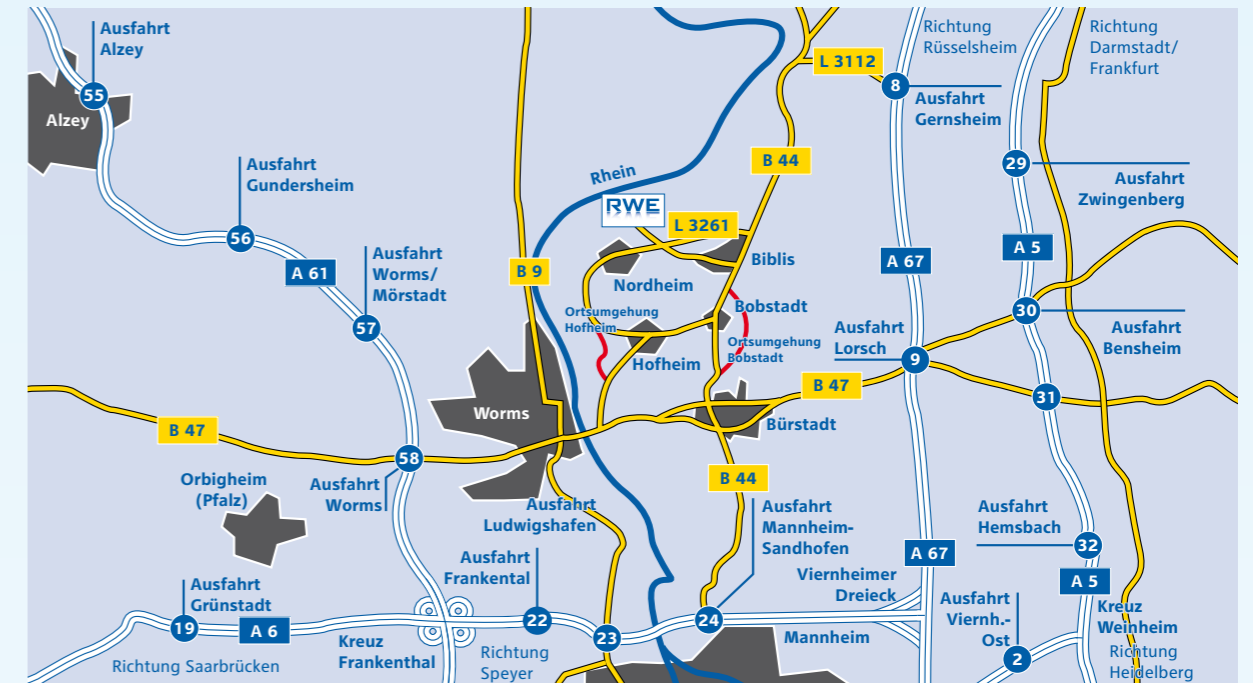 Ausfahrt
Alzey
55
Alzey
Ausfahrt
Gundersheim
56
A 61
Ausfahrt
Worms/
Mörstadt
57
B 47
58
Ausfahrt
Worms
Orbigheim
(Pfalz)
Ausfahrt
Grünstadt
19
A 6
Richtung Saarbrücken
Kreuz
Frankenthal
Ausfahrt
Frankental
22
Richtung
Speyer
Ausfahrt
Ludwigshafen
23
Worms
B 9
Rhein
RWE
L 3261
Nordheim
Biblis
Ortsumgehung
Hofheim
Hofheim
Bobstadt
Ortsumgehung
Bobstadt
B 44
L 3112
Richtung
Rüsselsheim
8
Ausfahrt
Gernsheim
A 67
Ausfahrt
Lorsch
9
B 47
Bürstadt
B 44
Ausfahrt
Mannheim-
Sandhofen
24
Viernheimer
Dreieck
Mannheim
A 67
Richtung
Darmstadt/
Frankfurt
29
Ausfahrt
Zwingenberg
A 5
30
Ausfahrt
Bensheim
31
Ausfahrt
Hemsbach
32
A 5
Ausfahrt
Viernh.-
Ost
2
Kreuz
Weinheim
Richtung
Heidelberg